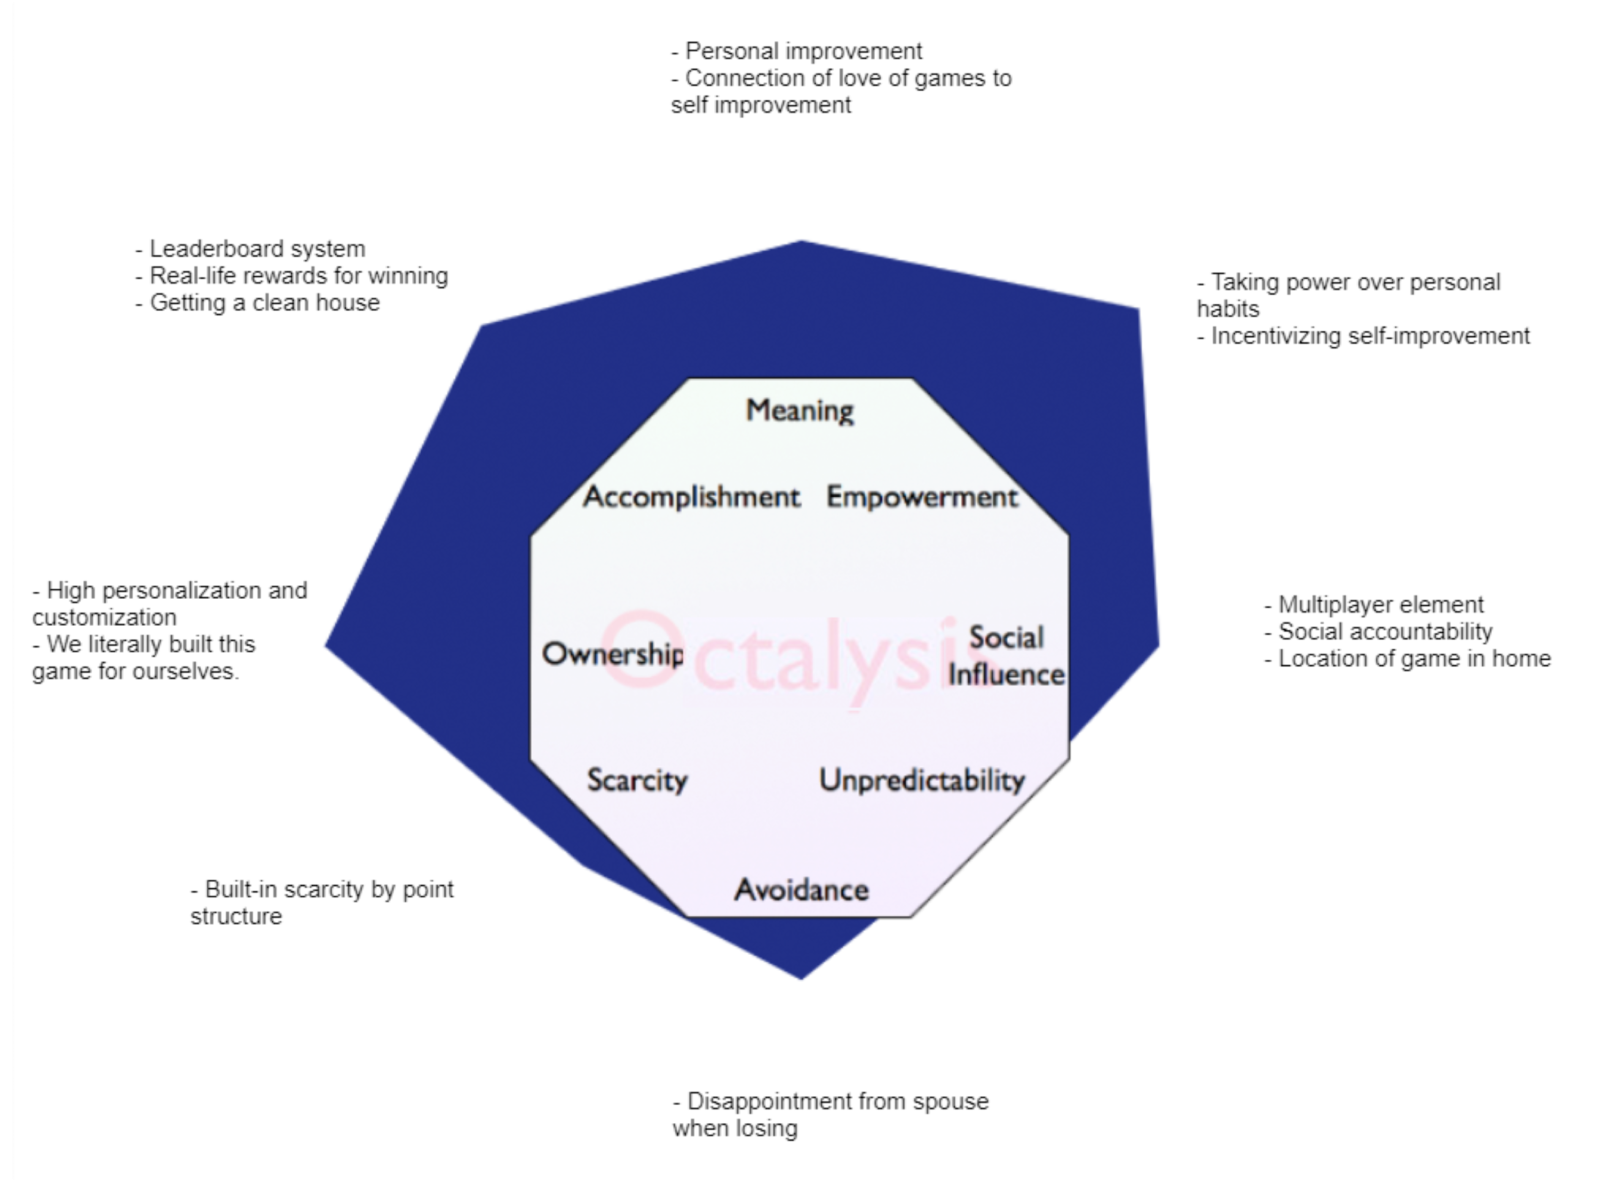 - Personal improvement
- Connection of love of games to
self improvement
- Leaderboard system
- Real-life rewards for winning
- Getting a clean house
- Taking power over personal
habits
- Incentivizing self-improvement
Meaning
Accomplishment Empowerment
- High personalization and
customization
- We literally built this
game for ourselves.
Ownership
Octalysis
Social
Influence
- Multiplayer element
- Social accountability
- Location of game in home
Scarcity
Unpredictability
- Built-in scarcity by point
structure
Avoidance
- Disappointment from spouse
when losing